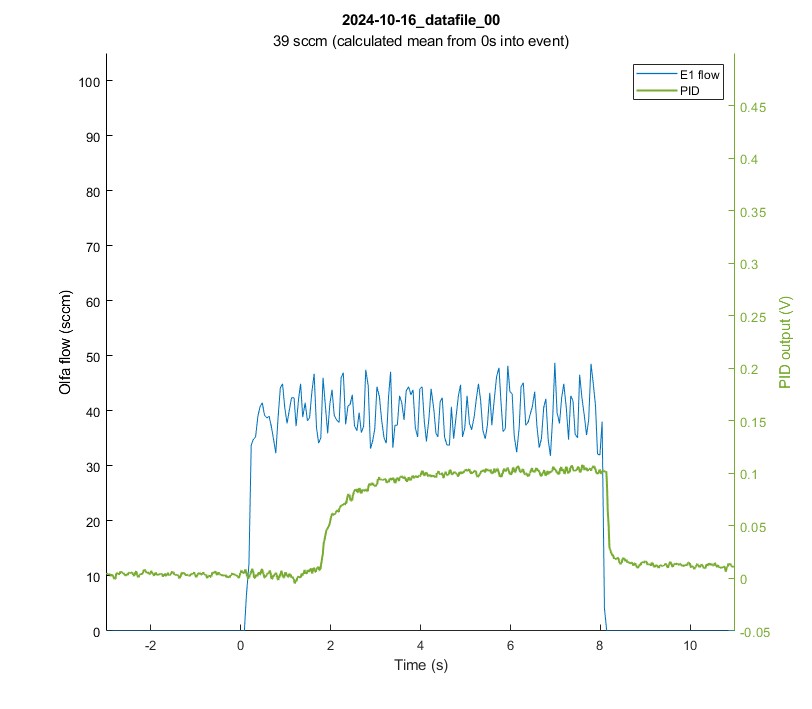 2024-10-16_datafile_00
39 sccm (calculated mean from 0s into event)
E1 flow
PID
100
90
80
70
60
50
40
30
20
10
0
Olfa flow (sccm)
0.45
0.4
0.35
0.3
0.25
0.2
0.15
0.1
0.05
0
-0.05
PID output (V)
-2 0 2 4 6 8 10
Time (s)